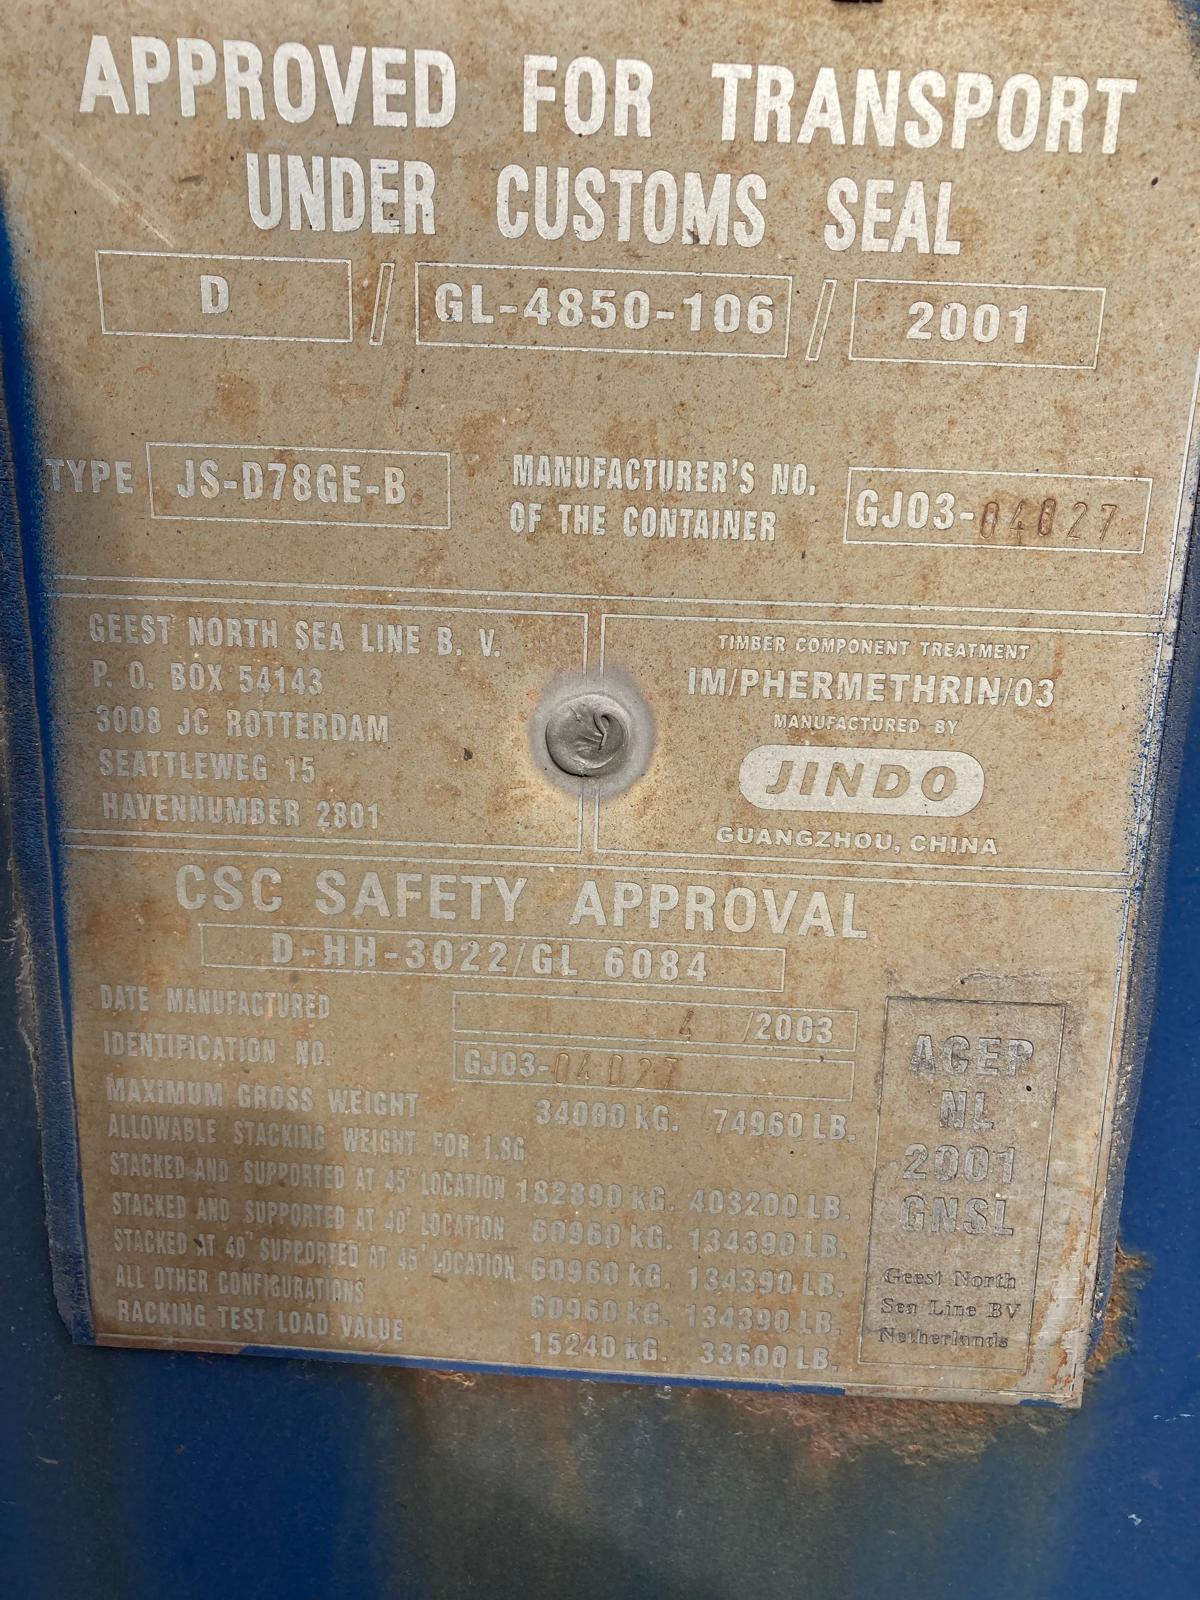 APPROVED FOR TRANSPORT
UNDER CUSTOMS SEAL
D / GL-4850-106 / 2001
TYPE JS-D78GE-B
MANUFACTURER'S NO.
OF THE CONTAINER
GJ03-04027
GEEST NORTH SEA LINE B. V.
P. O. BOX 54143
3008 JC ROTTERDAM
SEATTLEWEG 15
HAVENNUMBER 2801
TIMBER COMPONENT TREATMENT
IM/PHERMETHRIN/03
MANUFACTURED BY
JINDO
GUANGZHOU, CHINA
CSC SAFETY APPROVAL
D-HH-3022/GL 6084
DATE MANUFACTURED 4 /2003
IDENTIFICATION NO. GJ03-04027
MAXIMUM GROSS WEIGHT 34000 KG. 74960 LB.
ALLOWABLE STACKING WEIGHT FOR 1.8G
STACKED AND SUPPORTED AT 45' LOCATION 182890 KG. 403200 LB.
STACKED AND SUPPORTED AT 40' LOCATION 60960 KG. 134390 LB.
STACKED AT 40' SUPPORTED AT 45' LOCATION 60960 KG. 134390 LB.
ALL OTHER CONFIGURATIONS 60960 KG. 134390 LB.
RACKING TEST LOAD VALUE 15240 KG. 33600 LB.
ACEP
NL
2001
GNSL
Geest North
Sea Line BV
Netherlands